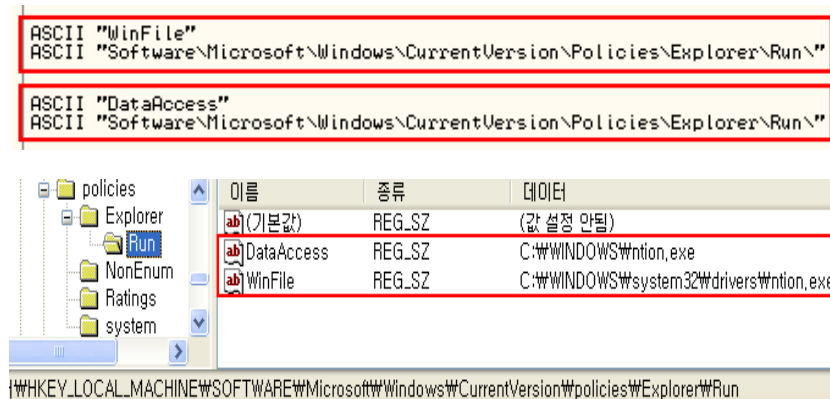 ASCII "WinFile"
ASCII "Software\Microsoft\Windows\CurrentVersion\Policies\Explorer\Run\"
ASCII "DataAccess"
ASCII "Software\Microsoft\Windows\CurrentVersion\Policies\Explorer\Run\"
policies
Explorer
Run
NonEnum
Ratings
system
이름 종류 데이터
ab (기본값) REG_SZ (값 설정 안됨)
ab DataAccess REG_SZ C:₩WINDOWS₩ntion,exe
ab WinFile REG_SZ C:₩WINDOWS₩system32₩drivers₩ntion,exe
₩HKEY_LOCAL_MACHINE₩SOFTWARE₩Microsoft₩Windows₩CurrentVersion₩policies₩Explorer₩Run